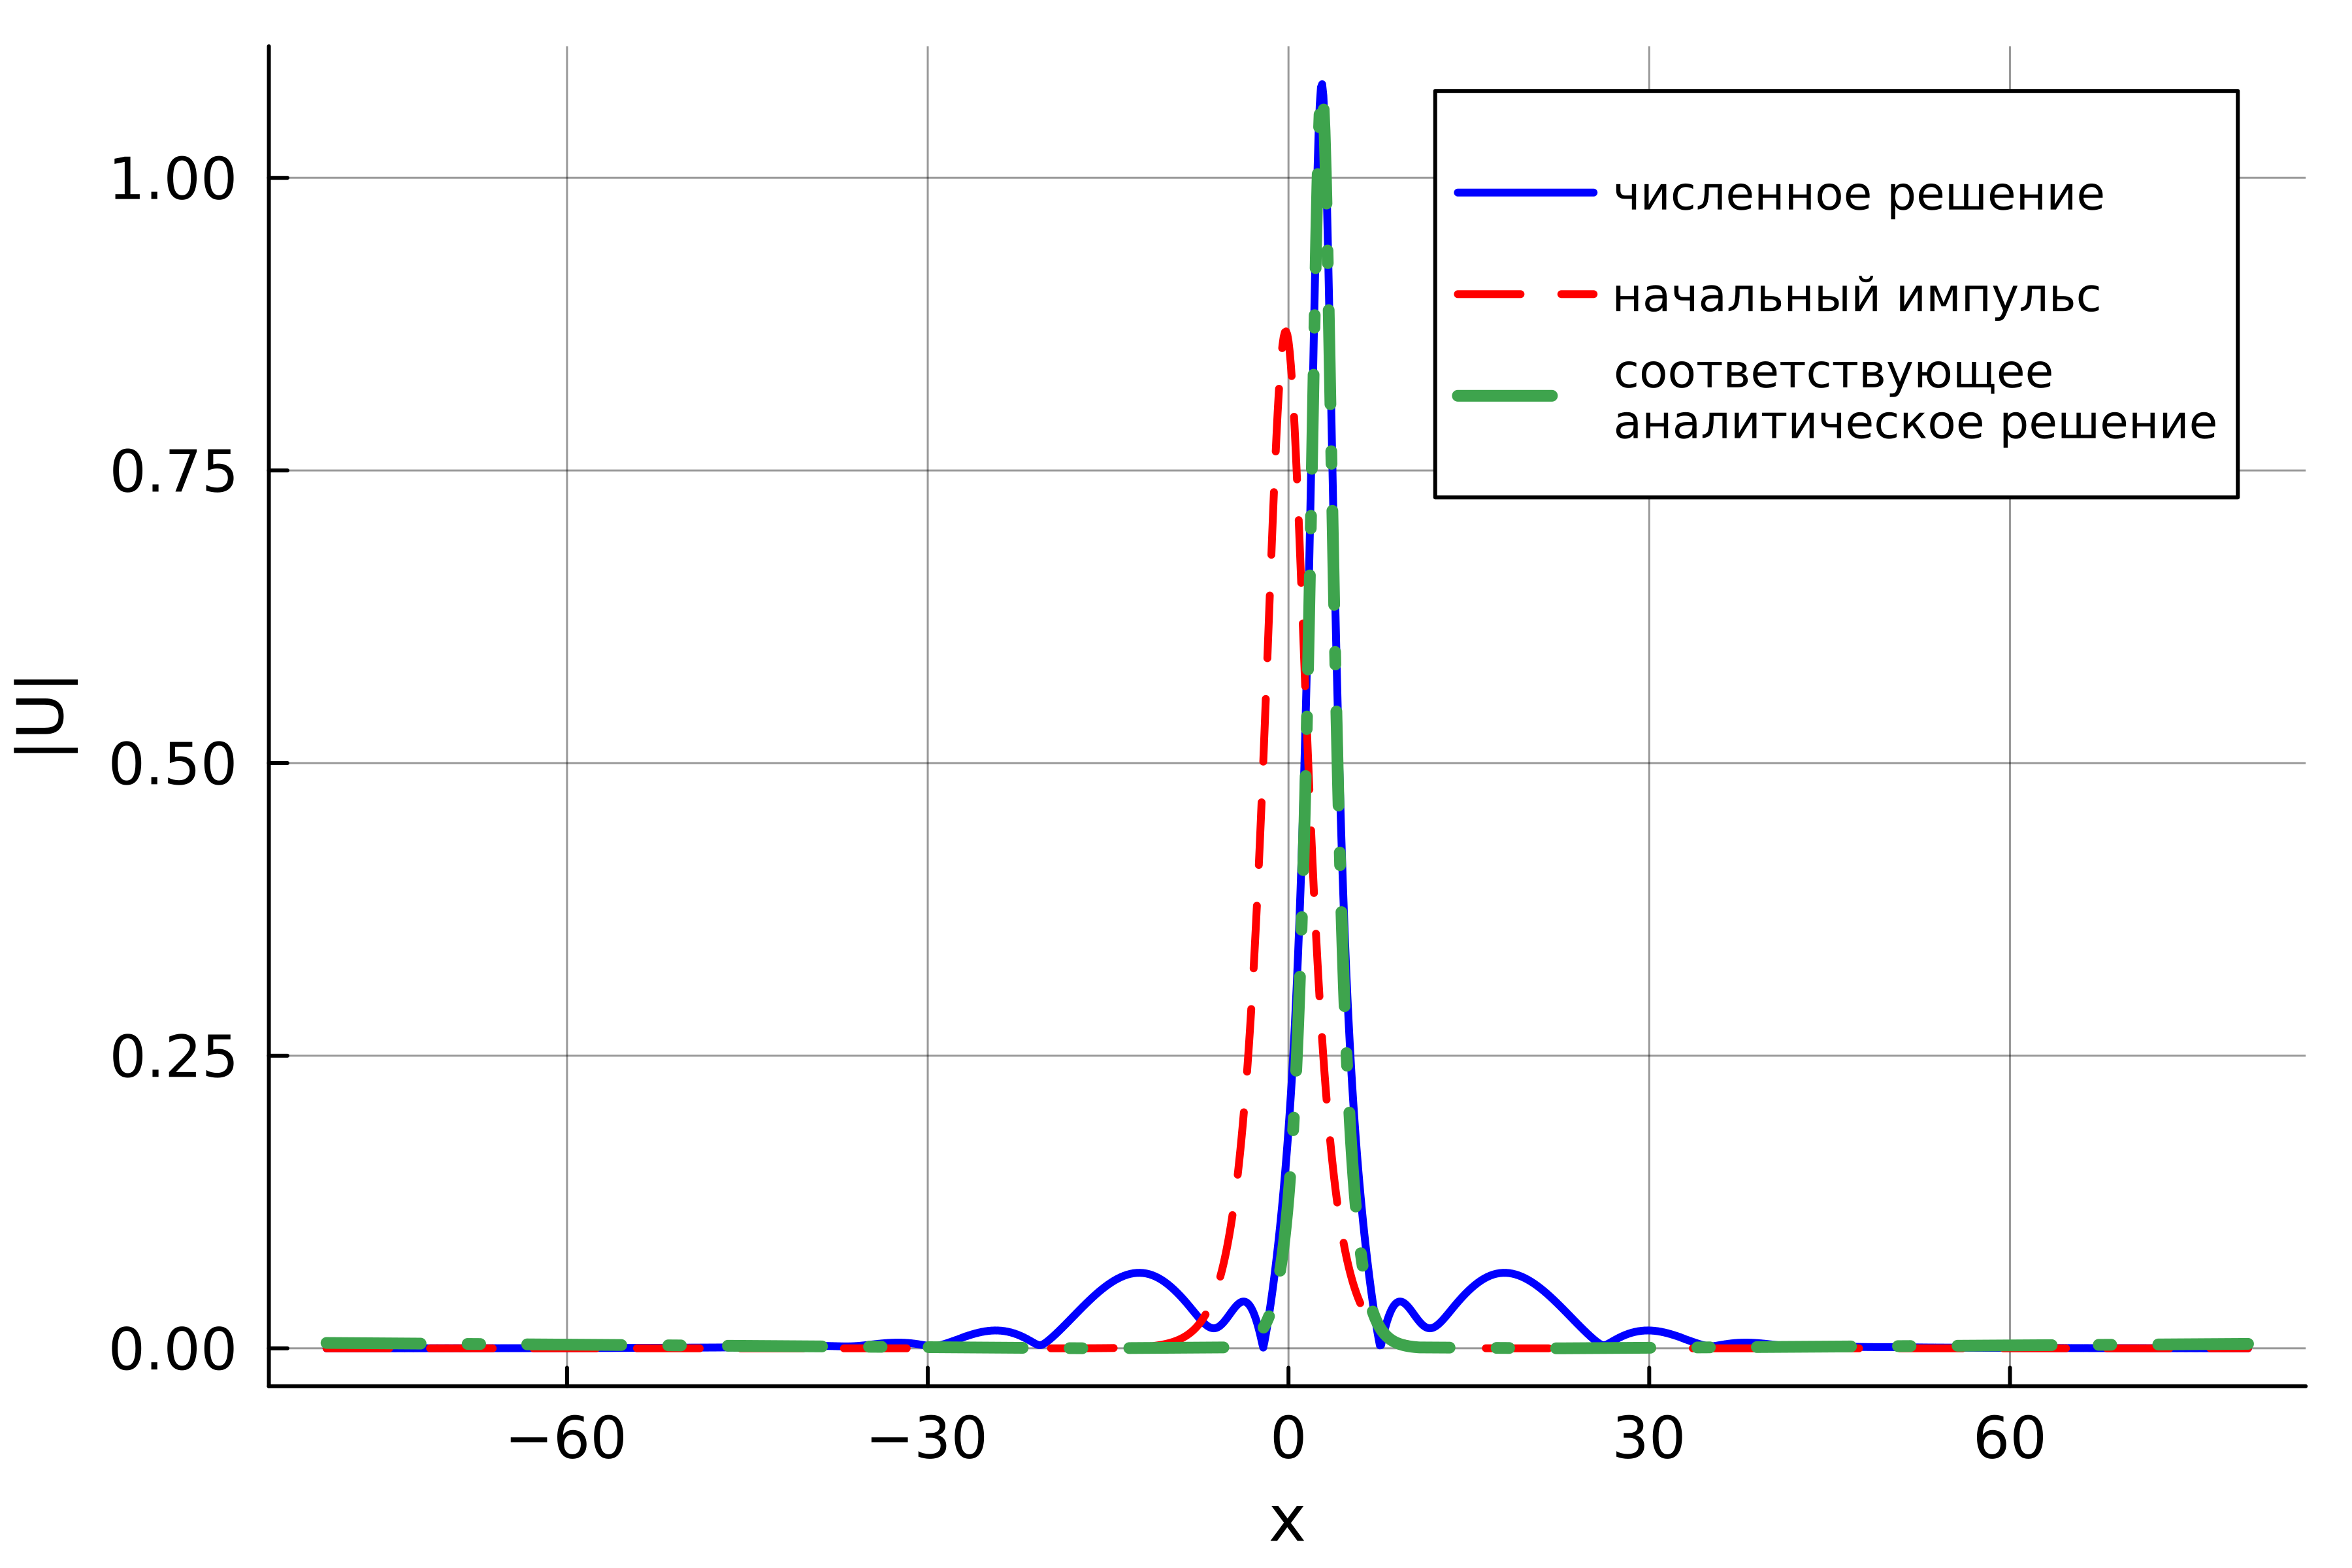 численное решение
начальный импульс
соответствующее
аналитическое решение
1.00
0.75
0.50
0.25
0.00
|U|
−60 −30 0 30 60
x